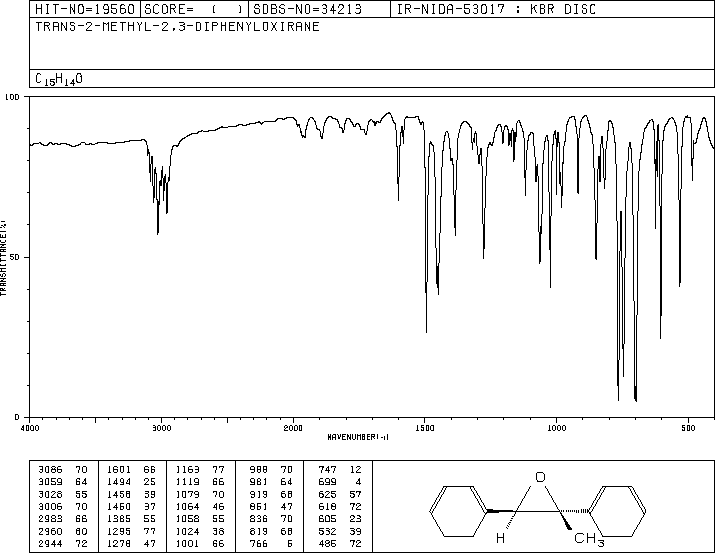 HIT-NO=19560 SCORE= ( ) SDBS-NO=34213 IR-NIDA-53017 : KBR DISC
TRANS-2-METHYL-2,3-DIPHENYLOXIRANE
C15H14O
100
50
0
TRANSMITTANCE(%)
4000 3000 2000 1500 1000 500
WAVENUMBER(-1)
3086 70 1601 66 1163 77 988 70 747 12
3059 64 1494 25 1119 66 981 64 699 4
3028 55 1458 39 1079 70 919 68 625 57
3006 70 1450 37 1064 46 851 47 618 72
2983 66 1385 55 1058 55 836 70 605 23
2960 60 1295 77 1024 38 819 68 532 39
2944 72 1278 47 1001 66 766 5 486 72
O
H
CH3